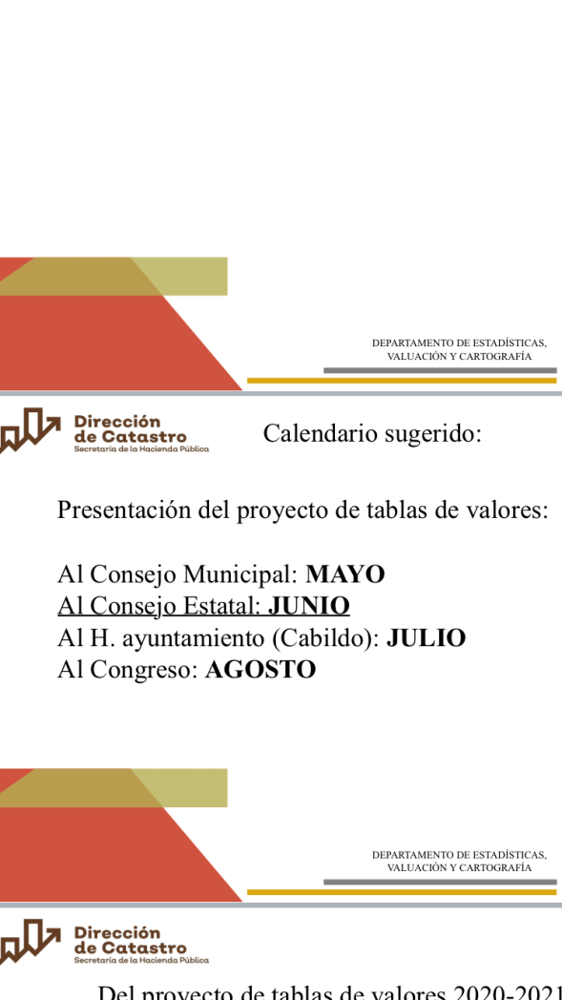 DEPARTAMENTO DE ESTADÍSTICAS,
VALUACIÓN Y CARTOGRAFÍA
Dirección
de Catastro
Secretaría de la Hacienda Pública
Calendario sugerido:
Presentación del proyecto de tablas de valores:
Al Consejo Municipal: MAYO
Al Consejo Estatal: JUNIO
Al H. ayuntamiento (Cabildo): JULIO
Al Congreso: AGOSTO
DEPARTAMENTO DE ESTADÍSTICAS,
VALUACIÓN Y CARTOGRAFÍA
Dirección
de Catastro
Secretaría de la Hacienda Pública
Del proyecto de tablas de valores 2020-2021